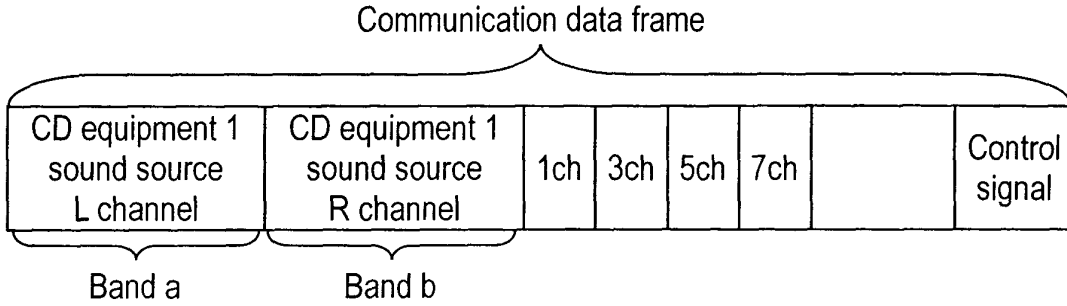 Communication data frame
CD equipment 1
sound source
L channel
CD equipment 1
sound source
R channel
1ch
3ch
5ch
7ch
Control
signal
Band a
Band b